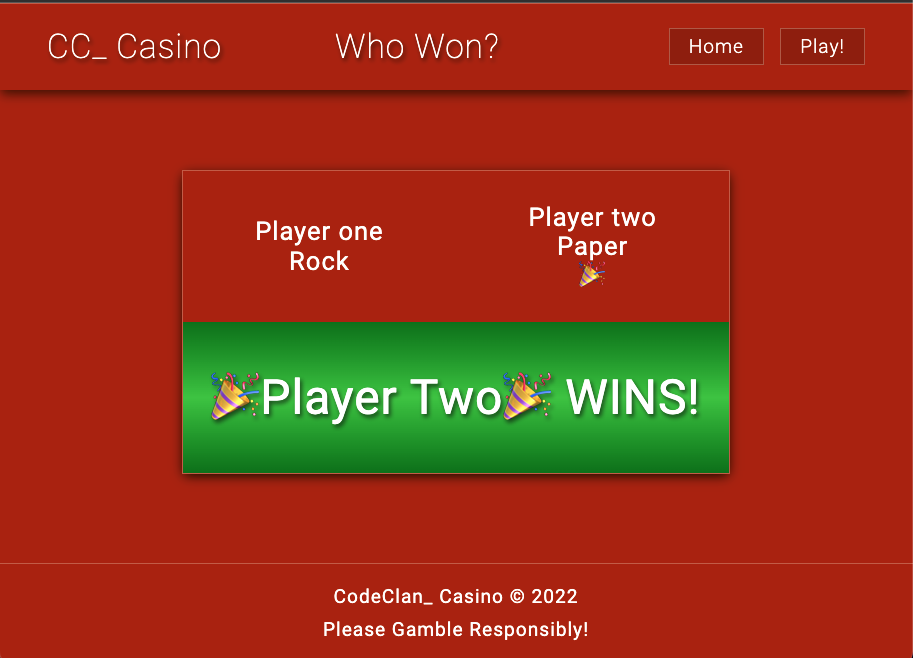 CC_ Casino
Who Won?
Home
Play!
Player one
Rock
Player two
Paper
🎉
🎉Player Two🎉 WINS!
CodeClan_ Casino © 2022
Please Gamble Responsibly!